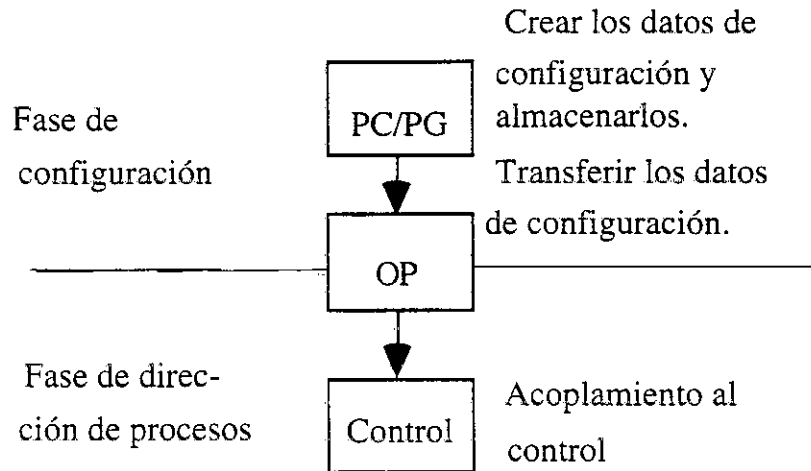 Crear los datos de
configuración y
almacenarlos.
PC/PG
Fase de
configuración
Transferir los datos
de configuración.
OP
Fase de direc-
ción de procesos
Control
Acoplamiento al
control